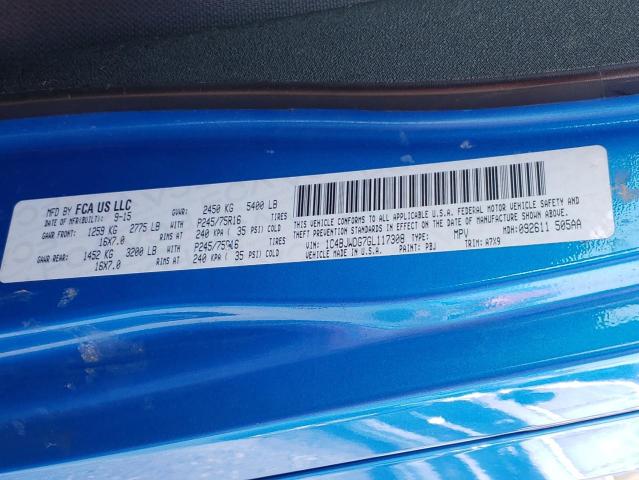 MFD BY FCA US LLC
DATE OF MFR(BUILT): 9-15 GVWR: 2450 KG 5400 LB
GAWR FRONT: 1259 KG 2775 LB WITH TIRES P245/75R16
16X7.0 RIMS AT 240 KPA ( 35 PSI) COLD
GAWR REAR: 1452 KG 3200 LB WITH TIRES P245/75R16
16X7.0 RIMS AT 240 KPA ( 35 PSI) COLD
THIS VEHICLE CONFORMS TO ALL APPLICABLE U.S.A. FEDERAL MOTOR VEHICLE SAFETY AND
THEFT PREVENTION STANDARDS IN EFFECT ON THE DATE OF MANUFACTURE SHOWN ABOVE.
VIN: 1C4BJWDG7GL117308 TYPE: MPV MDH: 092611 505AA
VEHICLE MADE IN U.S.A. PAINT: PBJ TRIM: A7X9